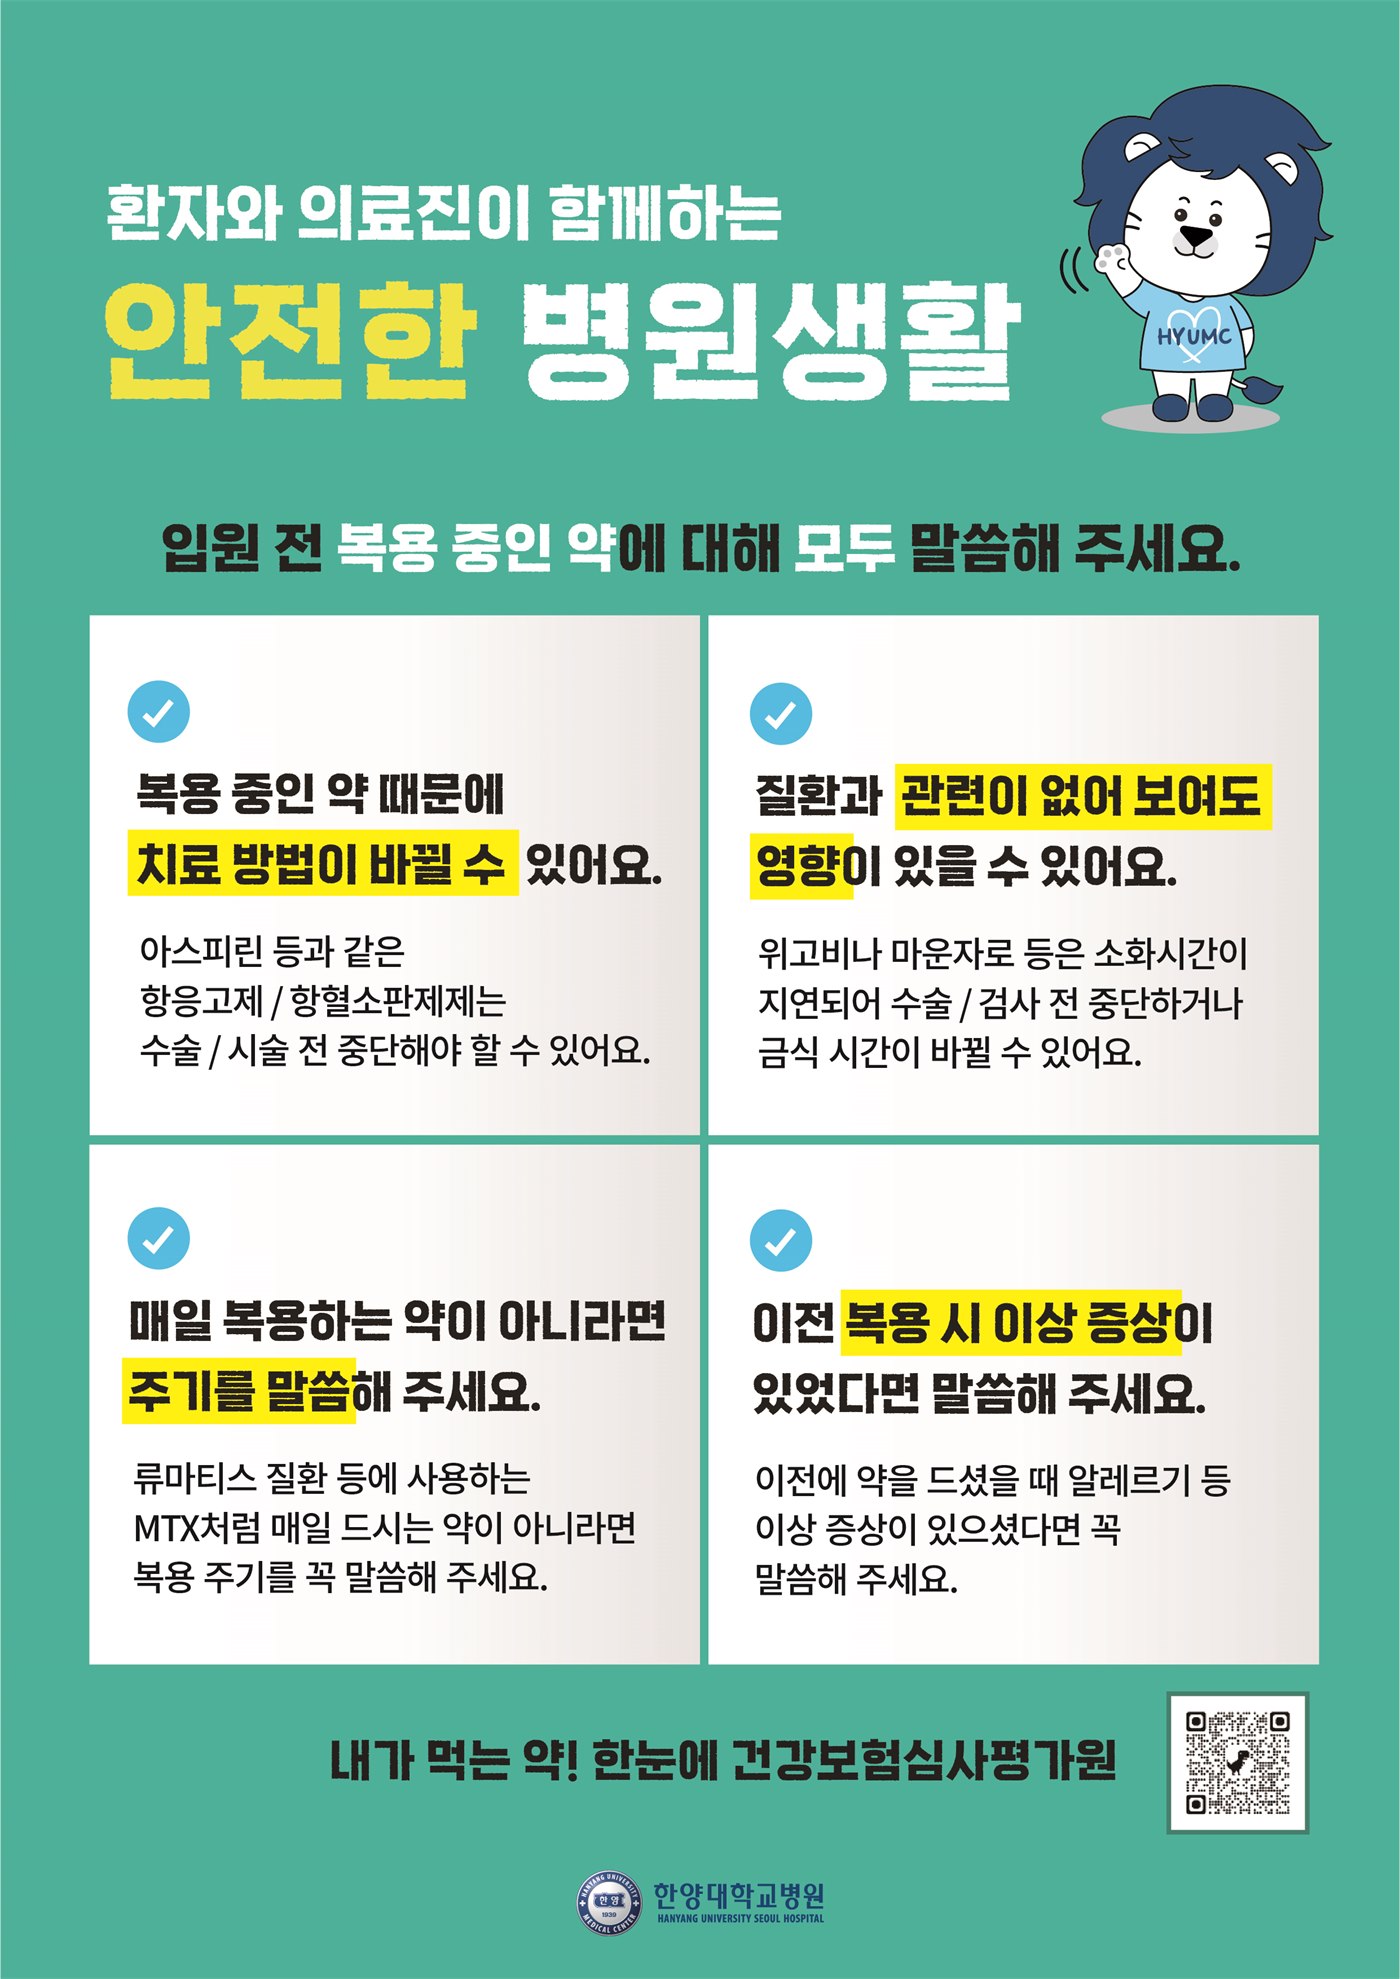 환자와 의료진이 함께하는
안전한 병원생활
HYUMC
입원 전 복용 중인 약에 대해 모두 말씀해 주세요.
복용 중인 약 때문에
치료 방법이 바뀔 수 있어요.
아스피린 등과 같은
항응고제 / 항혈소판제제는
수술 / 시술 전 중단해야 할 수 있어요.
질환과 관련이 없어 보여도
영향이 있을 수 있어요.
위고비나 마운자로 등은 소화시간이
지연되어 수술 / 검사 전 중단하거나
금식 시간이 바뀔 수 있어요.
매일 복용하는 약이 아니라면
주기를 말씀해 주세요.
류마티스 질환 등에 사용하는
MTX처럼 매일 드시는 약이 아니라면
복용 주기를 꼭 말씀해 주세요.
이전 복용 시 이상 증상이
있었다면 말씀해 주세요.
이전에 약을 드셨을 때 알레르기 등
이상 증상이 있으셨다면 꼭
말씀해 주세요.
내가 먹는 약! 한눈에 건강보험심사평가원
HANYANG UNIVERSITY
한양
1939
MEDICAL CENTER
한양대학교병원
HANYANG UNIVERSITY SEOUL HOSPITAL